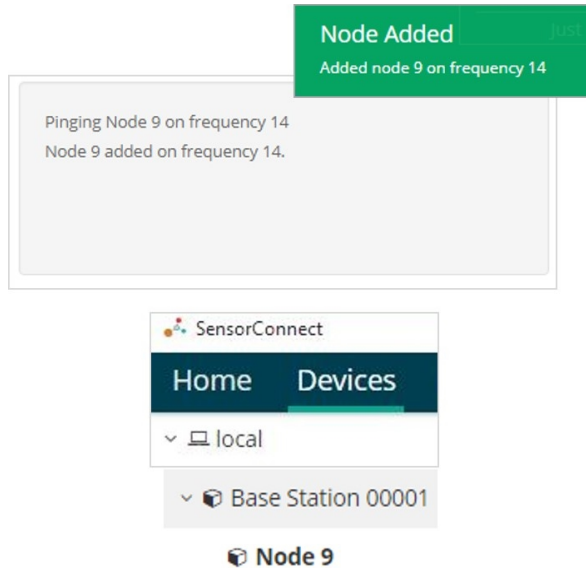 Node Added
Just
Added node 9 on frequency 14
Pinging Node 9 on frequency 14
Node 9 added on frequency 14.
SensorConnect
Home Devices
local
Base Station 00001
Node 9